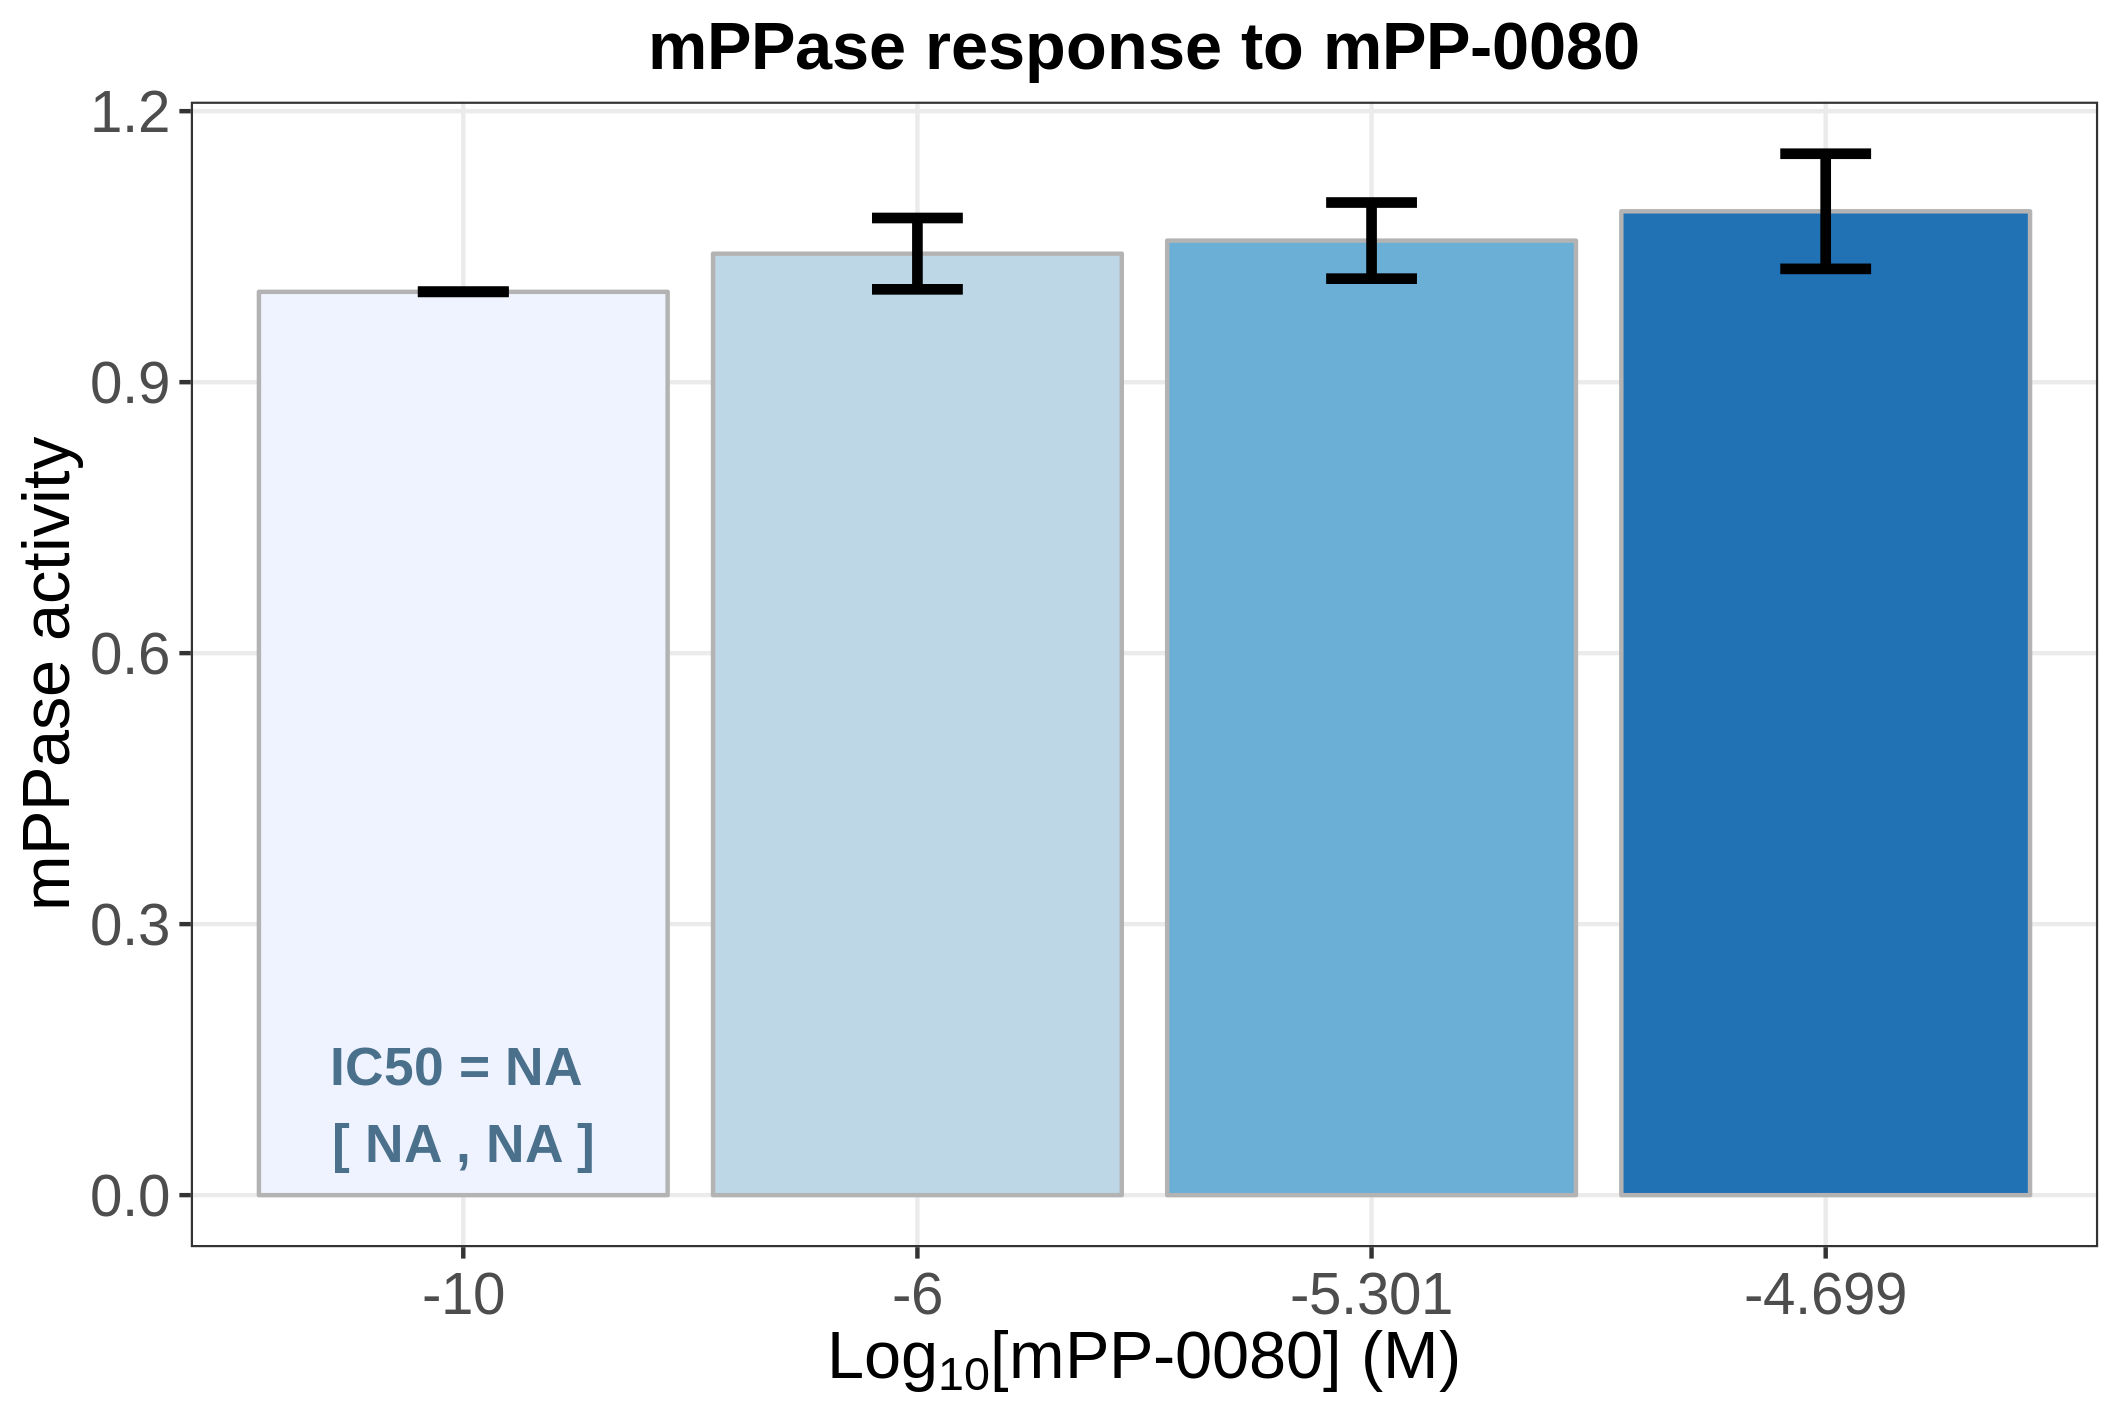 mPPase response to mPP-0080
1.2
0.9
0.6
0.3
0.0
mPPase activity
IC50 = NA
[ NA , NA ]
-10
-6
-5.301
-4.699
Log10[mPP-0080] (M)